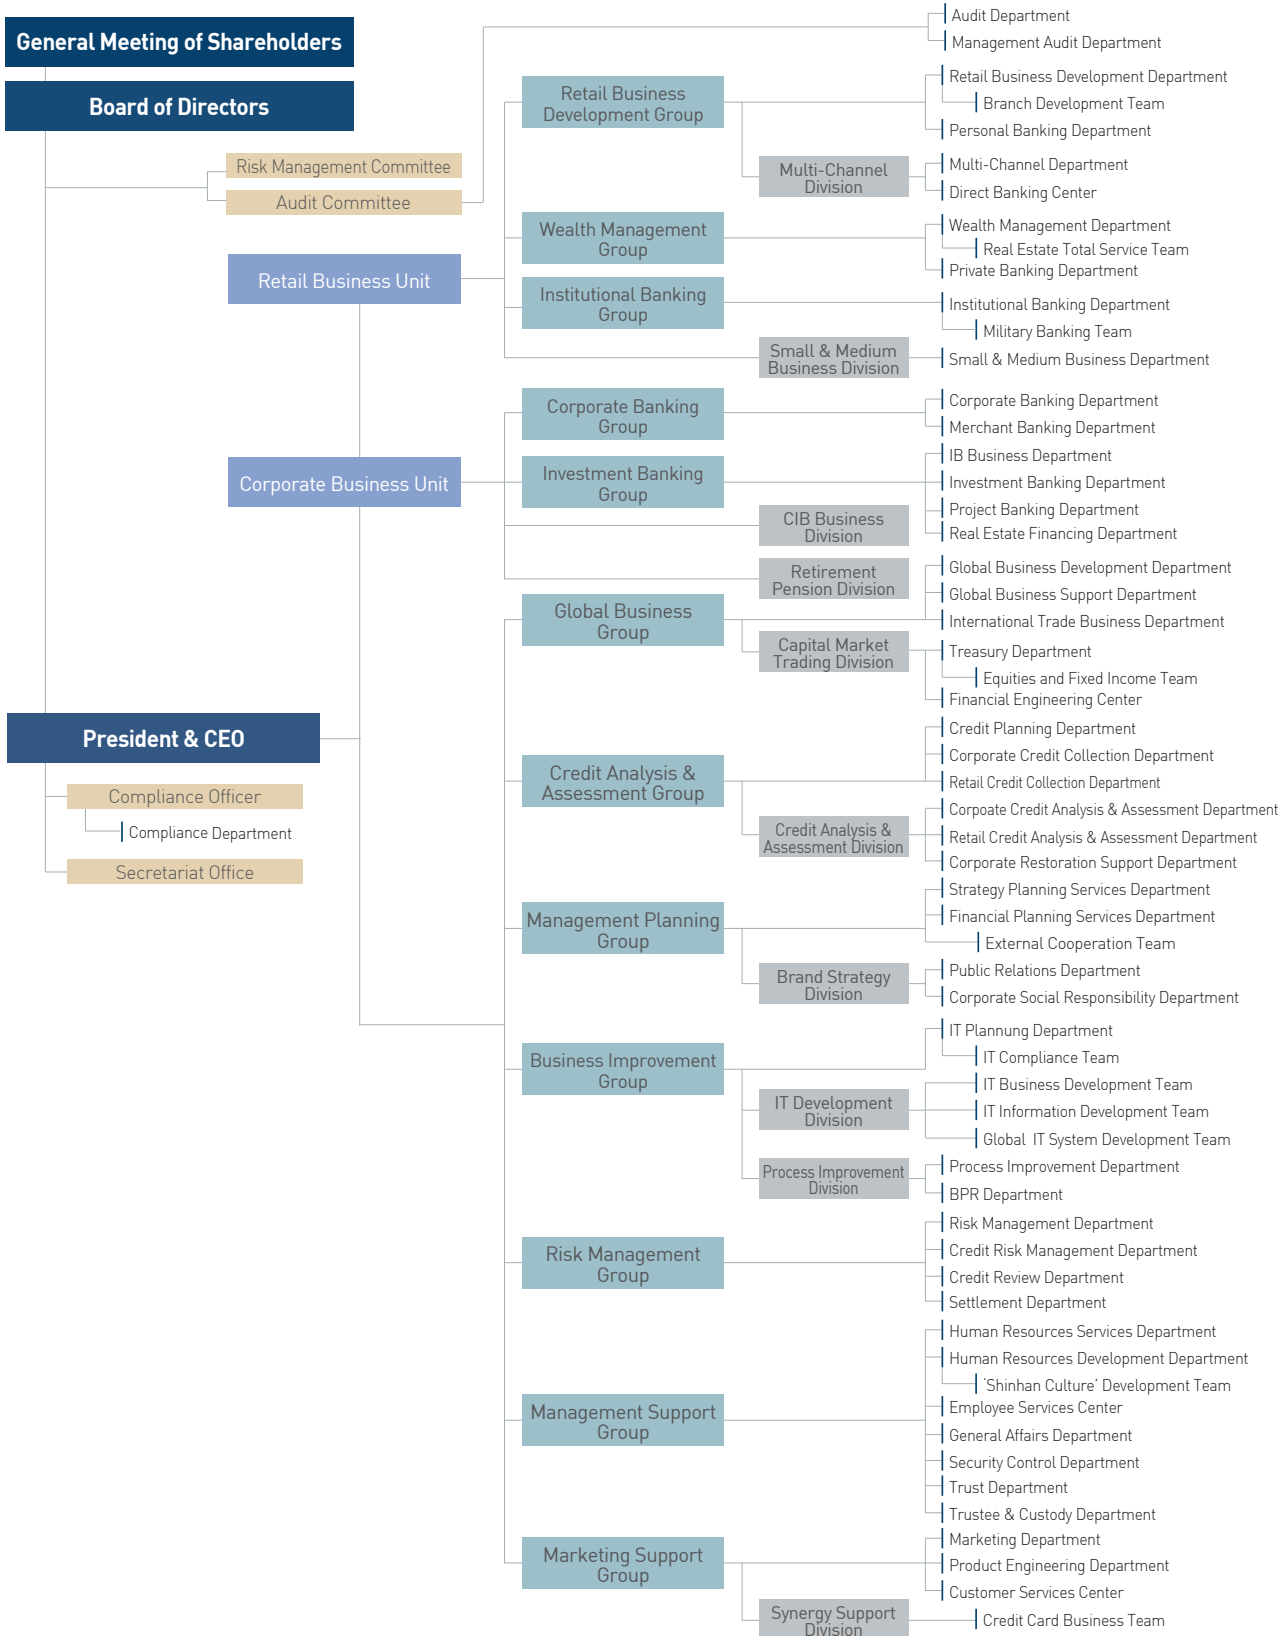 General Meeting of Shareholders
Board of Directors
Risk Management Committee
Audit Committee
Audit Department
Management Audit Department
Retail Business Unit
Retail Business
Development Group
Retail Business Development Department
Branch Development Team
Personal Banking Department
Multi-Channel
Division
Multi-Channel Department
Direct Banking Center
Wealth Management
Group
Wealth Management Department
Real Estate Total Service Team
Private Banking Department
Institutional Banking
Group
Institutional Banking Department
Military Banking Team
Small & Medium
Business Division
Small & Medium Business Department
Corporate Business Unit
Corporate Banking
Group
Corporate Banking Department
Merchant Banking Department
Investment Banking
Group
IB Business Department
Investment Banking Department
Project Banking Department
Real Estate Financing Department
CIB Business
Division
Retirement
Pension Division
President & CEO
Compliance Officer
Compliance Department
Secretariat Office
Global Business
Group
Global Business Development Department
Global Business Support Department
International Trade Business Department
Capital Market
Trading Division
Treasury Department
Equities and Fixed Income Team
Financial Engineering Center
Credit Analysis &
Assessment Group
Credit Planning Department
Corporate Credit Collection Department
Retail Credit Collection Department
Credit Analysis &
Assessment Division
Corpoate Credit Analysis & Assessment Department
Retail Credit Analysis & Assessment Department
Corporate Restoration Support Department
Management Planning
Group
Strategy Planning Services Department
Financial Planning Services Department
External Cooperation Team
Brand Strategy
Division
Public Relations Department
Corporate Social Responsibility Department
Business Improvement
Group
IT Plannung Department
IT Compliance Team
IT Development
Division
IT Business Development Team
IT Information Development Team
Global IT System Development Team
Process Improvement
Division
Process Improvement Department
BPR Department
Risk Management
Group
Risk Management Department
Credit Risk Management Department
Credit Review Department
Settlement Department
Management Support
Group
Human Resources Services Department
Human Resources Development Department
'Shinhan Culture' Development Team
Employee Services Center
General Affairs Department
Security Control Department
Trust Department
Trustee & Custody Department
Marketing Support
Group
Marketing Department
Product Engineering Department
Customer Services Center
Synergy Support
Division
Credit Card Business Team